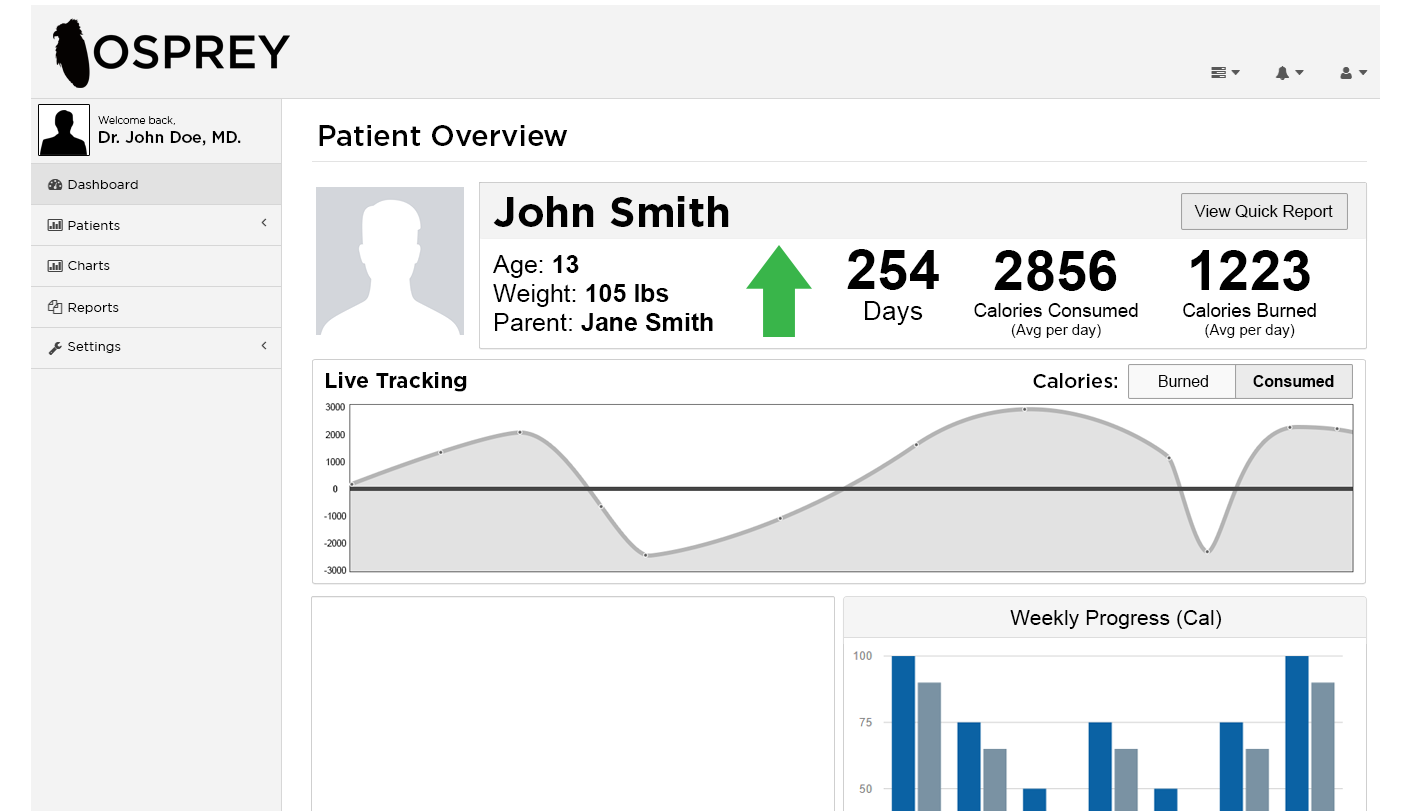 OSPREY
Welcome back,
Dr. John Doe, MD.
Dashboard
Patients
Charts
Reports
Settings
Patient Overview
John Smith
View Quick Report
Age: 13
Weight: 105 lbs
Parent: Jane Smith
254
Days
2856
Calories Consumed
(Avg per day)
1223
Calories Burned
(Avg per day)
Live Tracking
Calories:
Burned
Consumed
3000
2000
1000
0
-1000
-2000
-3000
Weekly Progress (Cal)
100
75
50